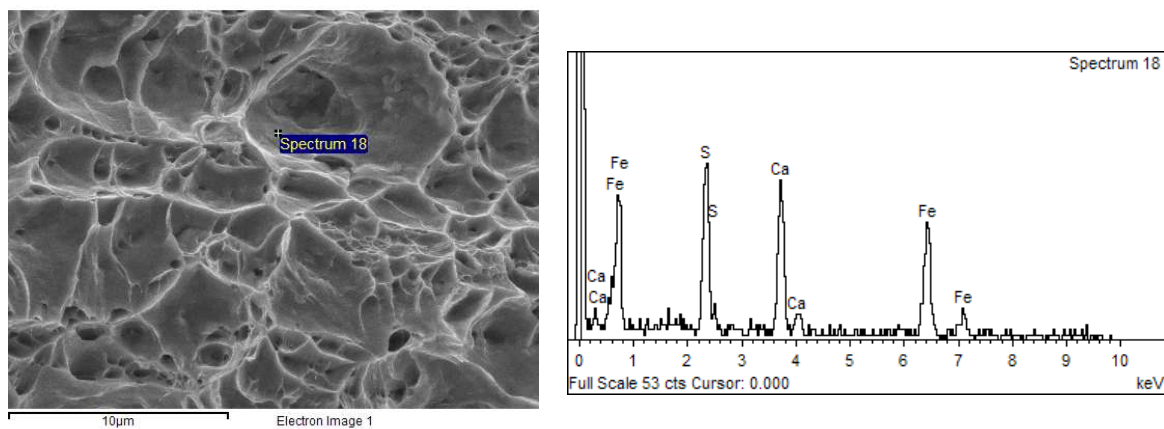 Spectrum 18
10μm
Electron Image 1
Spectrum 18
S
Ca
Fe
Fe
Fe
S
Ca
Ca
Ca
Fe
0 1 2 3 4 5 6 7 8 9 10
Full Scale 53 cts Cursor: 0.000
keV